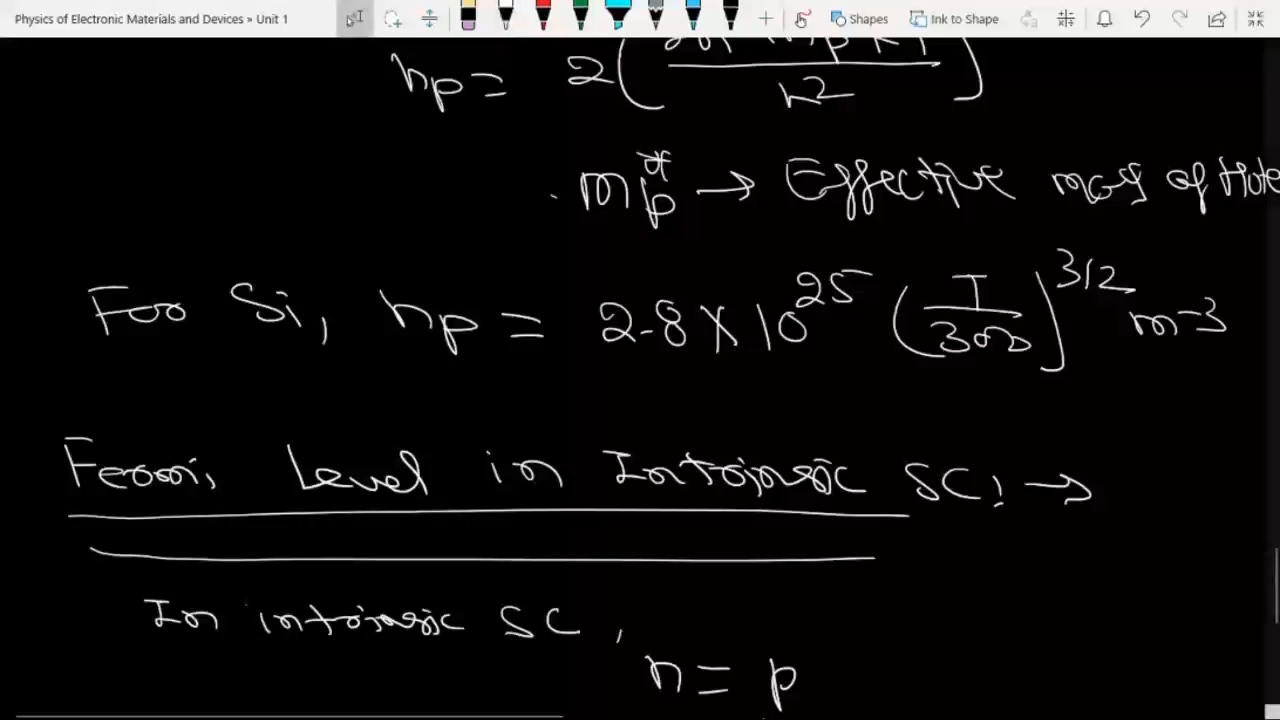 Physics of Electronic Materials and Devices » Unit 1
Shapes
Ink to Shape
np = 2( / h2 )
mp* → Effective mass of Hole
For Si, np = 2.8 X 10^25 (T/300)^3/2 m-3
Fermi Level in Intrinsic SC: →
In intrinsic SC,
n = p